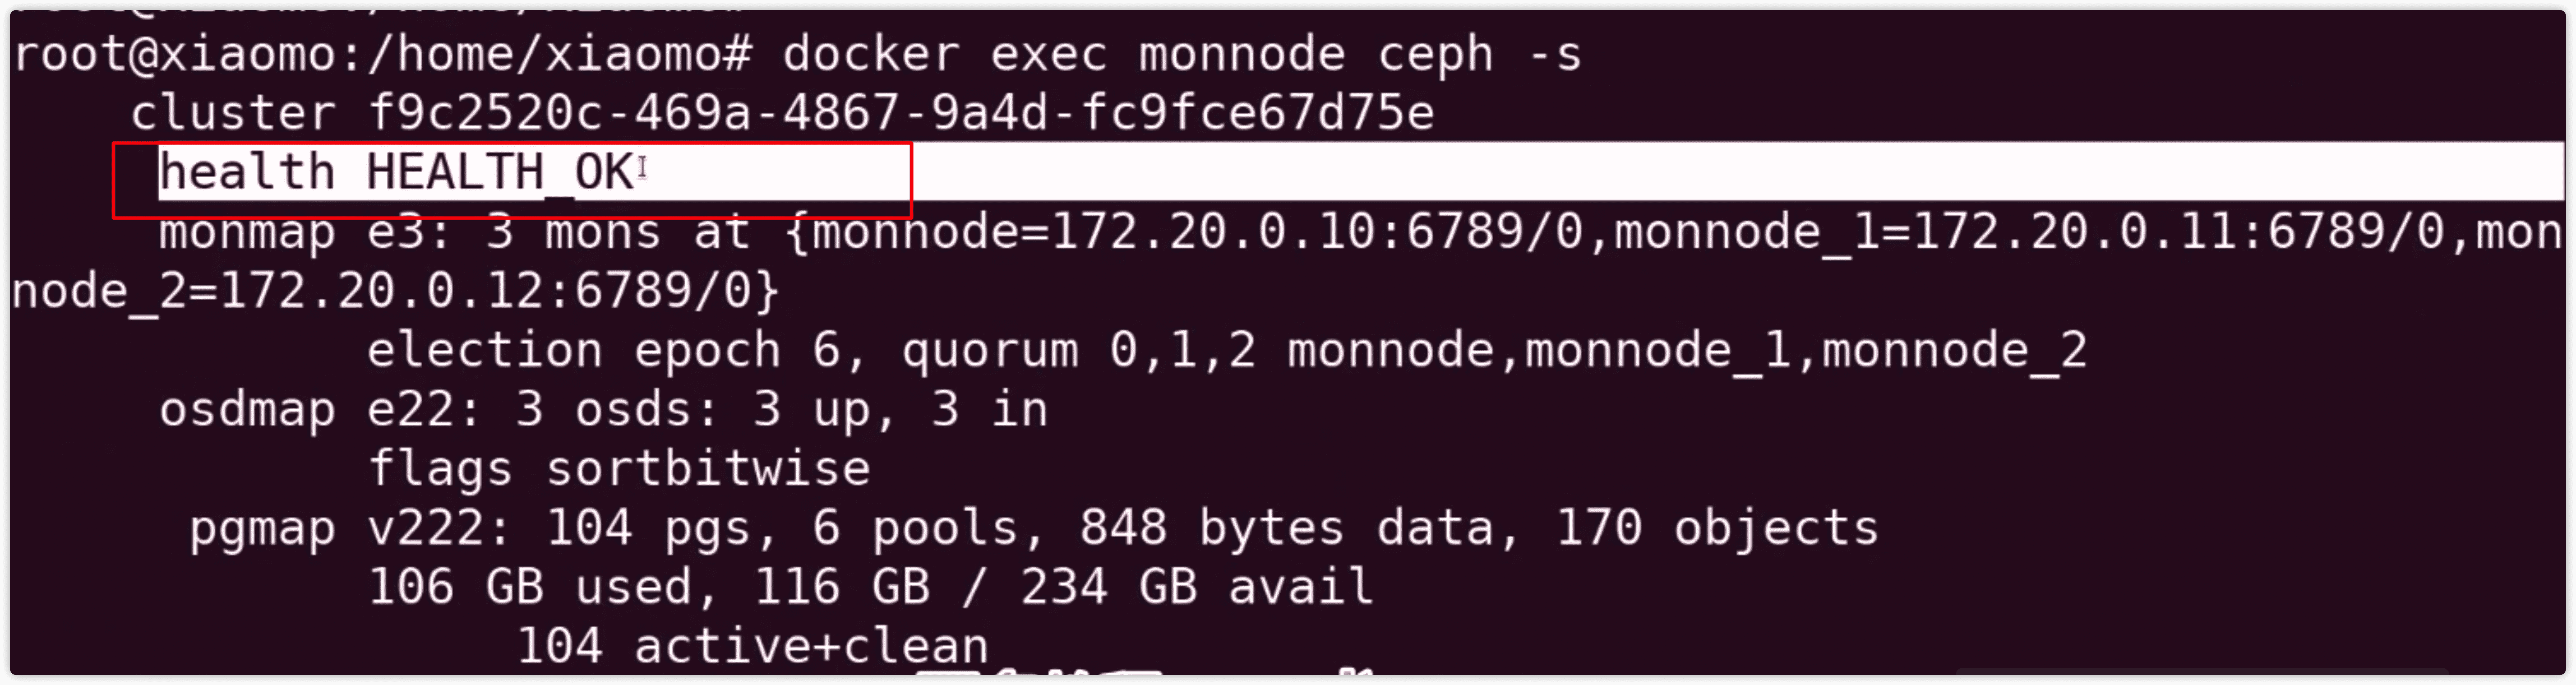 root@xiaomo:/home/xiaomo# docker exec monnode ceph -s
cluster f9c2520c-469a-4867-9a4d-fc9fce67d75e
health HEALTH_OK
monmap e3: 3 mons at {monnode=172.20.0.10:6789/0,monnode_1=172.20.0.11:6789/0,mon
node_2=172.20.0.12:6789/0}
election epoch 6, quorum 0,1,2 monnode,monnode_1,monnode_2
osdmap e22: 3 osds: 3 up, 3 in
flags sortbitwise
pgmap v222: 104 pgs, 6 pools, 848 bytes data, 170 objects
106 GB used, 116 GB / 234 GB avail
104 active+clean